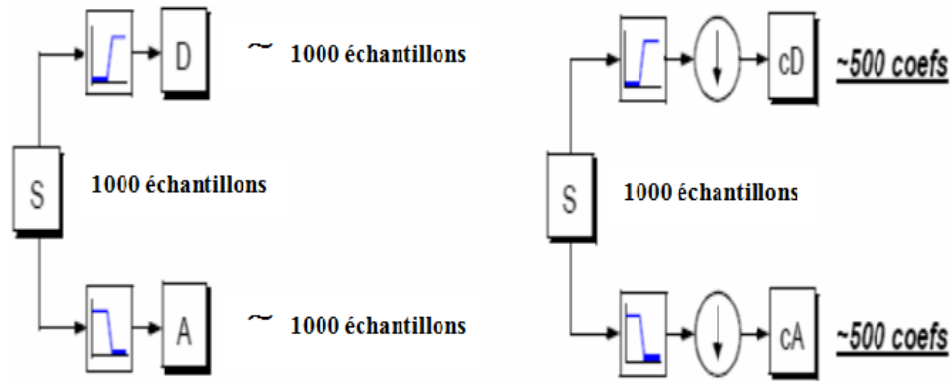 D
~ 1000 échantillons
S
1000 échantillons
A
~ 1000 échantillons
cD
~500 coefs
S
1000 échantillons
cA
~500 coefs